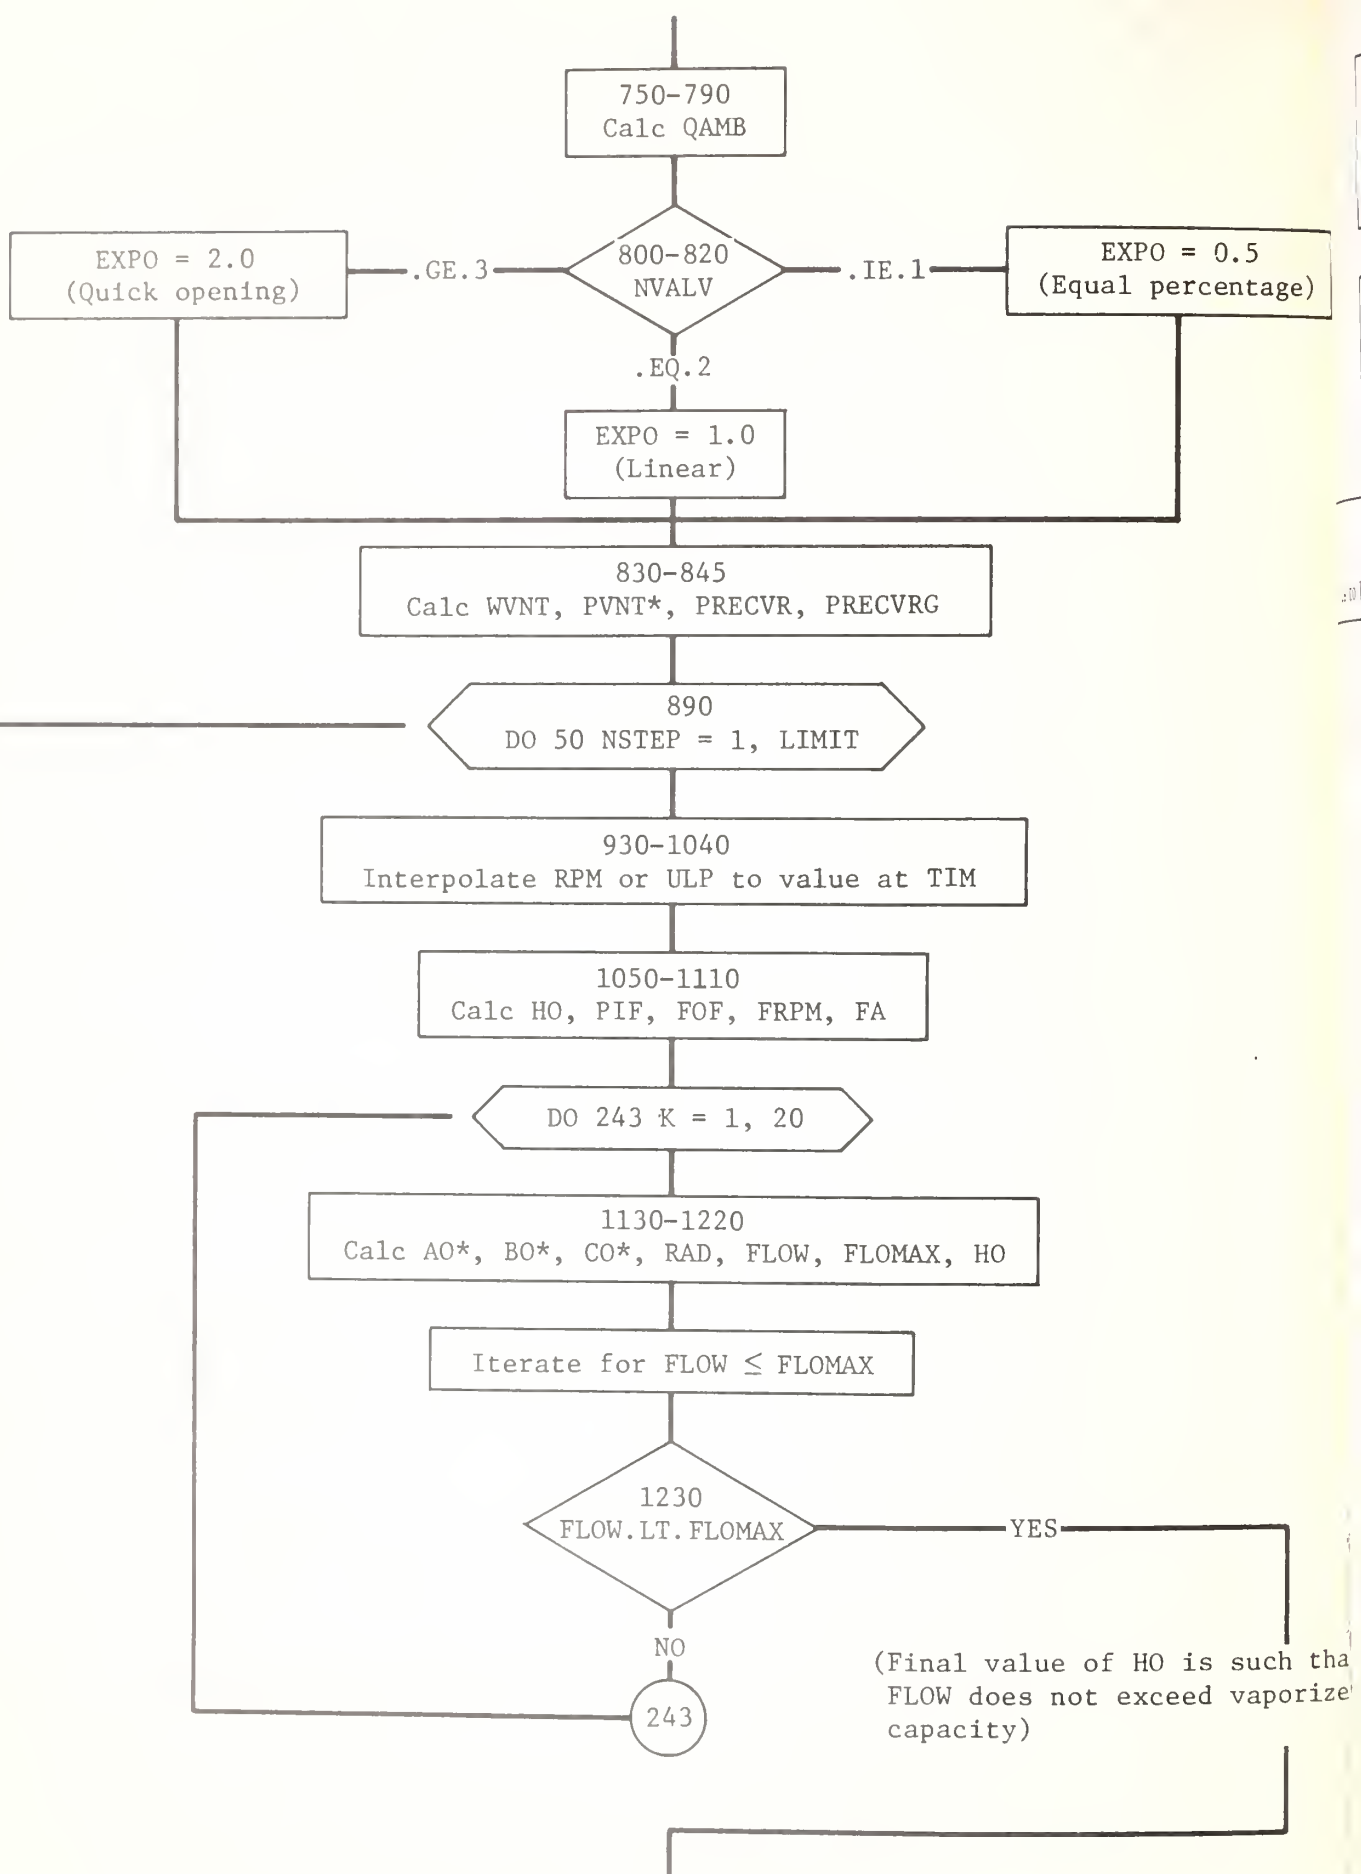 750-790
Calc QAMB
EXPO = 2.0
(Quick opening)
.GE.3
800-820
NVALV
.IE.1
EXPO = 0.5
(Equal percentage)
.EQ.2
EXPO = 1.0
(Linear)
830-845
Calc WVNT, PVNT*, PRECVR, PRECVRG
890
DO 50 NSTEP = 1, LIMIT
930-1040
Interpolate RPM or ULP to value at TIM
1050-1110
Calc HO, PIF, FOF, FRPM, FA
DO 243 K = 1, 20
1130-1220
Calc AO*, BO*, CO*, RAD, FLOW, FLOMAX, HO
Iterate for FLOW ≤ FLOMAX
1230
FLOW.LT.FLOMAX
YES
NO
243
(Final value of HO is such tha
FLOW does not exceed vaporize
capacity)